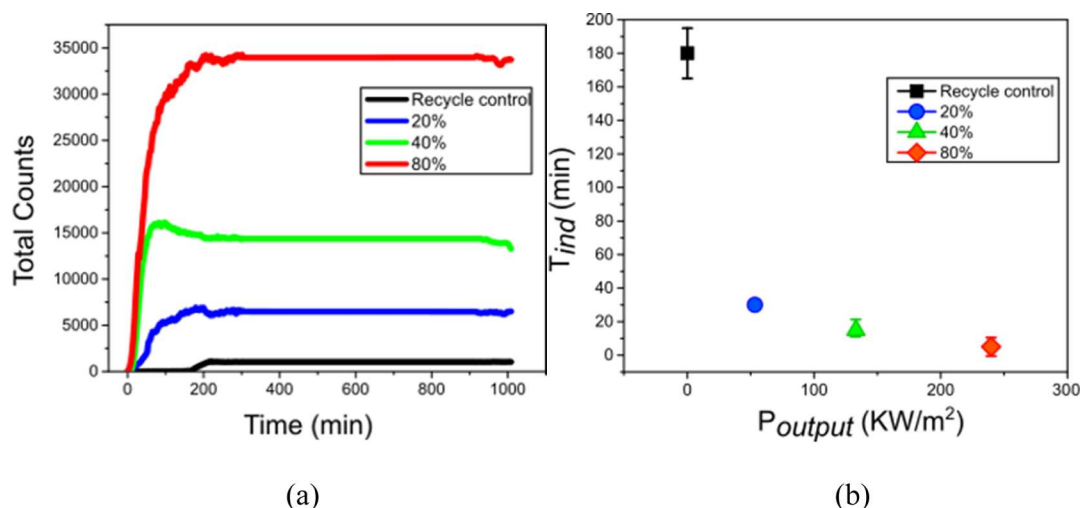 35000
30000
25000
20000
15000
10000
5000
0
Total Counts
0 200 400 600 800 1000
Time (min)
Recycle control
20%
40%
80%
(a)
200
180
160
140
120
100
80
60
40
20
0
T_ind (min)
0 100 200 300
P_output (KW/m²)
Recycle control
20%
40%
80%
(b)